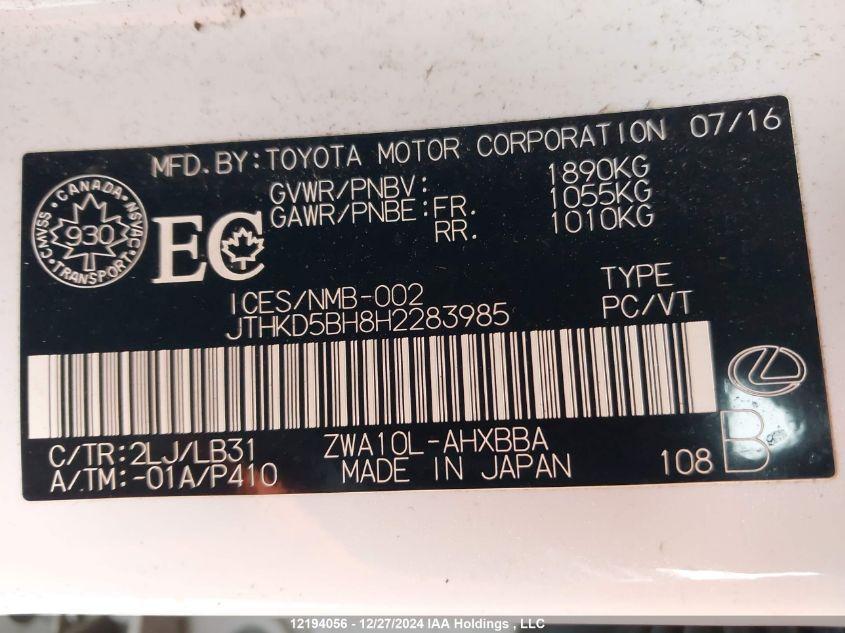 MFD. BY: TOYOTA MOTOR CORPORATION 07/16
GVWR/PNBV: 1890KG
GAWR/PNBE: FR. 1055KG
RR. 1010KG
CANADA
CMVSS 930 NSVAC
TRANSPORT
EC
ICES/NMB-002
TYPE
JTHKD5BH8H2283985
PC/VT
C/TR: 2LJ/LB31
ZWA10L-AHXBBA
A/TM: -01A/P410
MADE IN JAPAN
108 B
12194056 - 12/27/2024 IAA Holdings , LLC